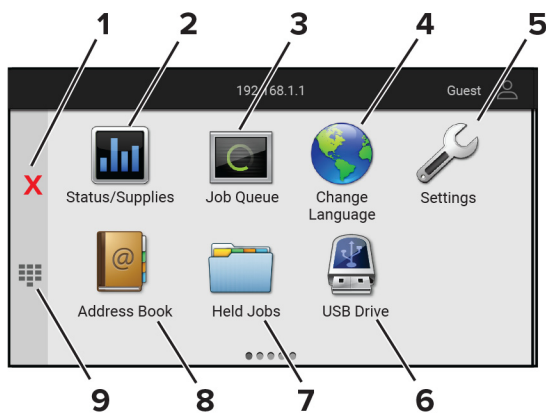 1 2 3 4 5
192.168.1.1 Guest
X
Status/Supplies Job Queue Change Language Settings
@
Address Book Held Jobs USB Drive
9 8 7 6